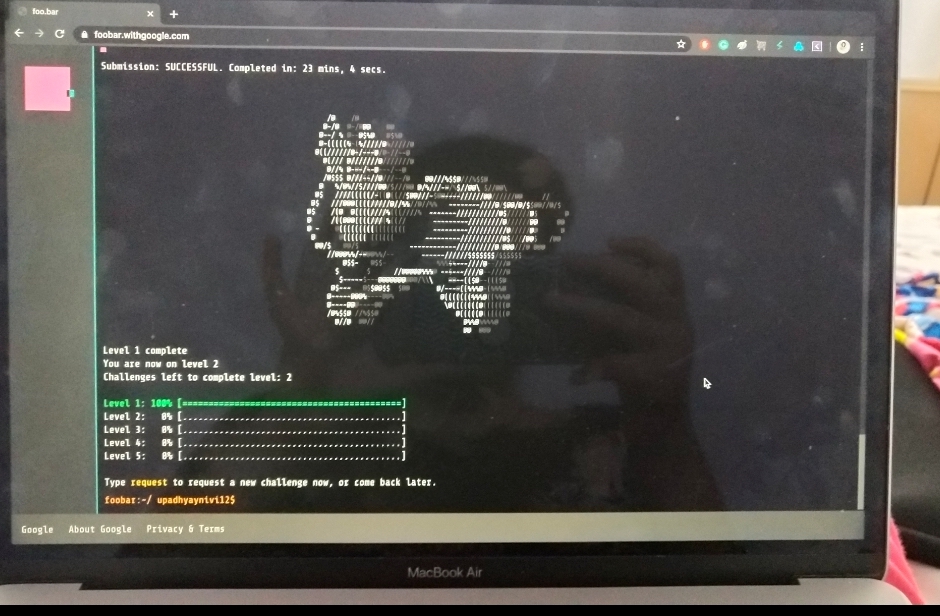 foo.bar
foobar.withgoogle.com
Submission: SUCCESSFUL. Completed in: 23 mins, 4 secs.
Level 1 complete
You are now on level 2
Challenges left to complete level: 2
Level 1: 100% [==========================================]
Level 2: 0% [..........................................]
Level 3: 0% [..........................................]
Level 4: 0% [..........................................]
Level 5: 0% [..........................................]
Type request to request a new challenge now, or come back later.
foobar:~/ upadhyaynivi12$
Google About Google Privacy & Terms
MacBook Air